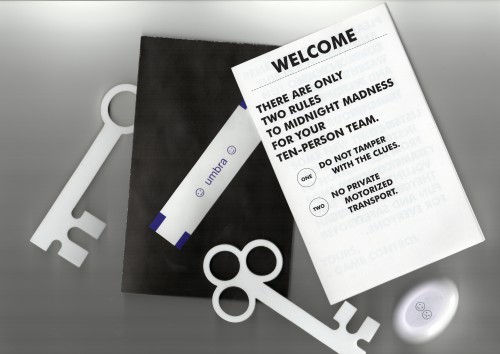 WELCOME
THERE ARE ONLY
TWO RULES
TO MIDNIGHT MADNESS
FOR YOUR
TEN-PERSON TEAM.
ONE
DO NOT TAMPER
WITH THE CLUES.
TWO
NO PRIVATE
MOTORIZED
TRANSPORT.
umbra